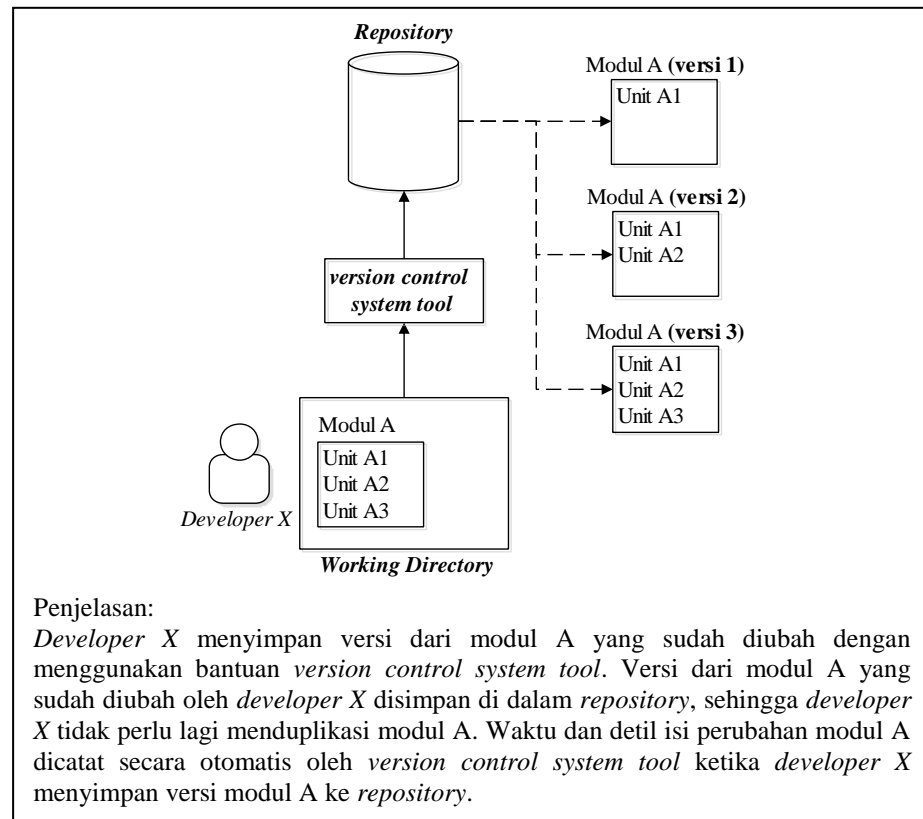 Repository
Modul A (versi 1)
Unit A1
Modul A (versi 2)
Unit A1
Unit A2
version control
system tool
Modul A (versi 3)
Unit A1
Unit A2
Unit A3
Modul A
Unit A1
Unit A2
Unit A3
Developer X
Working Directory
Penjelasan:
Developer X menyimpan versi dari modul A yang sudah diubah dengan
menggunakan bantuan version control system tool. Versi dari modul A yang
sudah diubah oleh developer X disimpan di dalam repository, sehingga developer
X tidak perlu lagi menduplikasi modul A. Waktu dan detil isi perubahan modul A
dicatat secara otomatis oleh version control system tool ketika developer X
menyimpan versi modul A ke repository.